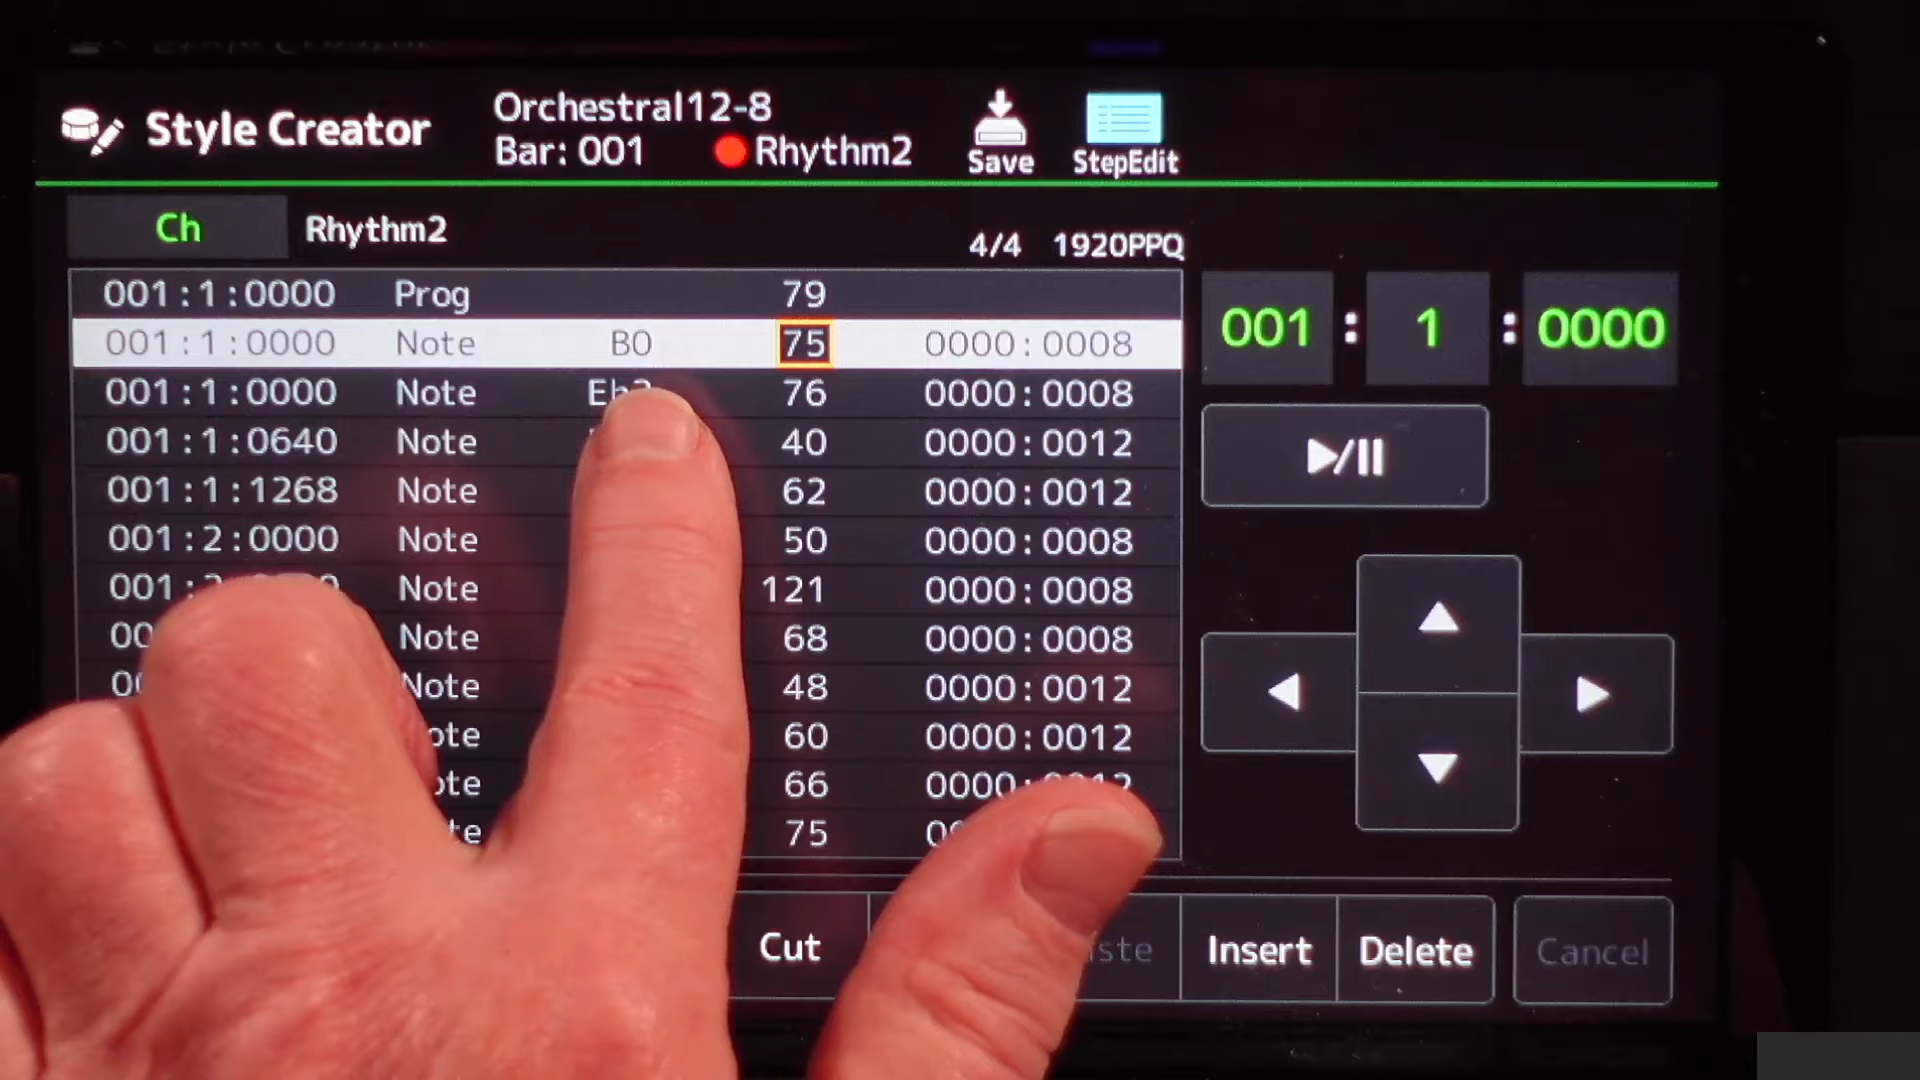 Style Creator
Orchestral12-8
Bar: 001 Rhythm2
Save
StepEdit
Ch Rhythm2
4/4 1920PPQ
001:1:0000 Prog 79
001:1:0000 Note B0 75 0000:0008
001:1:0000 Note 76 0000:0008
001:1:0640 Note 40 0000:0012
001:1:1268 Note 62 0000:0012
001:2:0000 Note 50 0000:0008
Note 121 0000:0008
Note 68 0000:0008
Note 48 0000:0012
60 0000:0012
66
75
001 : 1 : 0000
Cut
Insert
Delete
Cancel